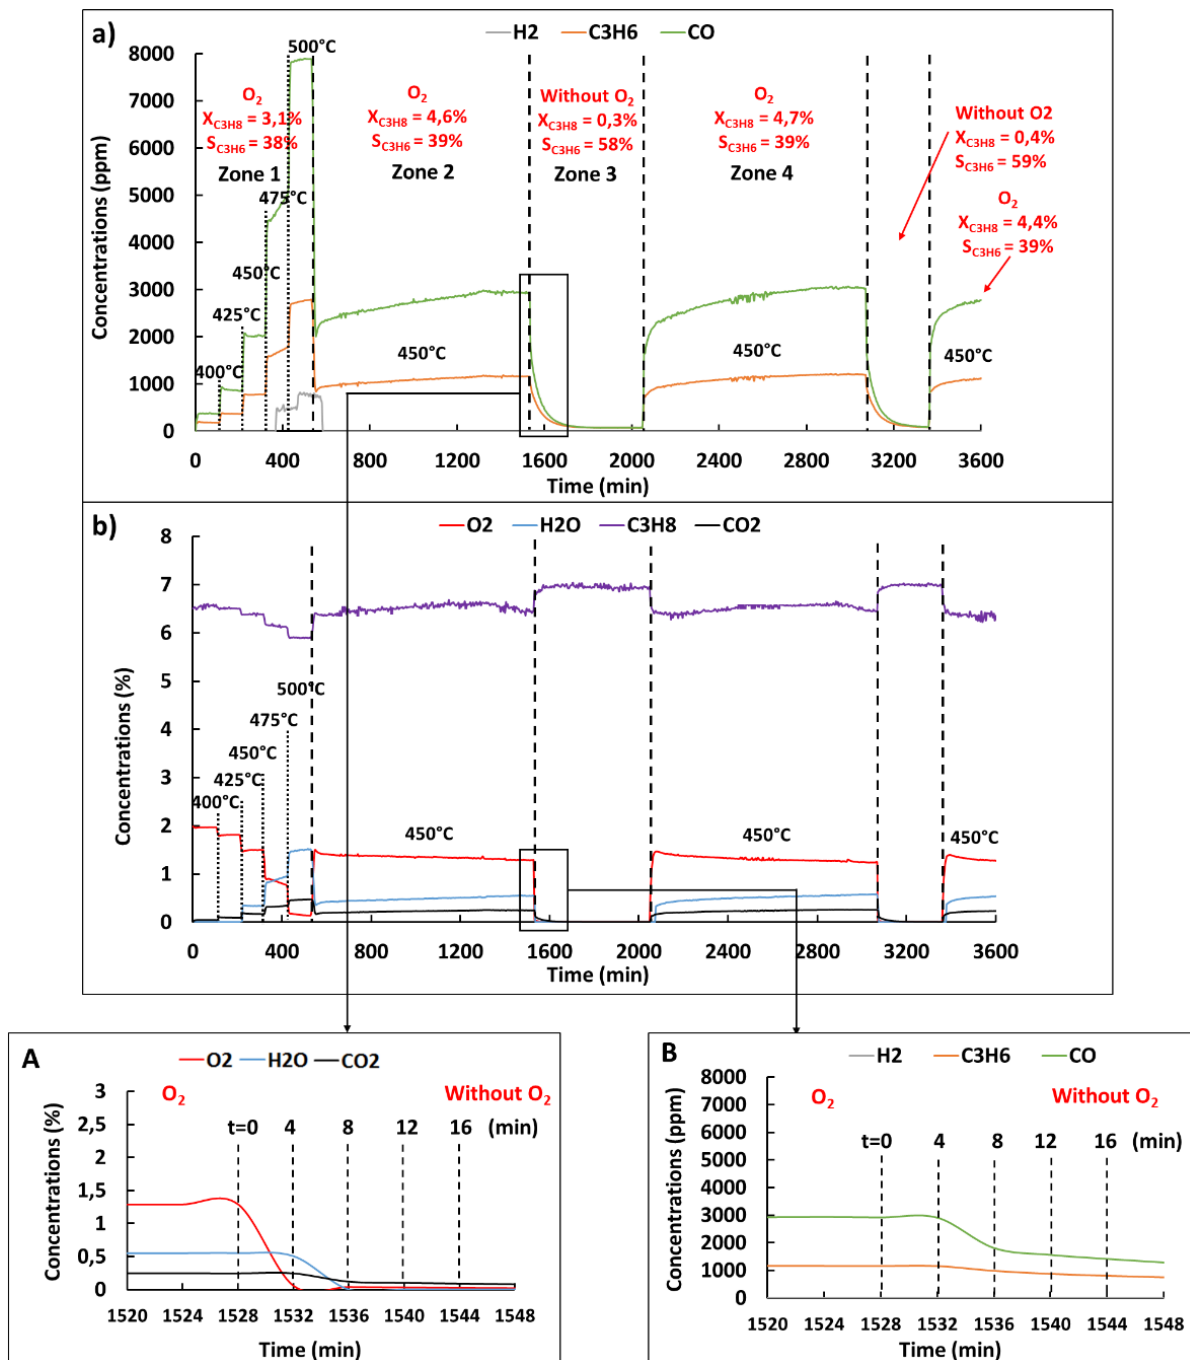 a)
H2 C3H6 CO
8000
7000
6000
5000
4000
3000
2000
1000
0
Concentrations (ppm)
500°C
O2
XC3H8 = 3,1%
SC3H6 = 38%
Zone 1
475°C
450°C
425°C
400°C
O2
XC3H8 = 4,6%
SC3H6 = 39%
Zone 2
450°C
Without O2
XC3H8 = 0,3%
SC3H6 = 58%
Zone 3
O2
XC3H8 = 4,7%
SC3H6 = 39%
Zone 4
450°C
Without O2
XC3H8 = 0,4%
SC3H6 = 59%
O2
XC3H8 = 4,4%
SC3H6 = 39%
450°C
0 400 800 1200 1600 2000 2400 2800 3200 3600
Time (min)
b)
O2 H2O C3H8 CO2
8
7
6
5
4
3
2
1
0
Concentrations (%)
500°C
475°C
450°C
425°C
400°C
450°C
450°C
450°C
0 400 800 1200 1600 2000 2400 2800 3200 3600
Time (min)
A
O2 H2O CO2
O2 Without O2
3
2,5
2
1,5
1
0,5
0
Concentrations (%)
t=0 4 8 12 16 (min)
1520 1524 1528 1532 1536 1540 1544 1548
Time (min)
B
H2 C3H6 CO
O2 Without O2
8000
7000
6000
5000
4000
3000
2000
1000
0
Concentrations (ppm)
t=0 4 8 12 16 (min)
1520 1524 1528 1532 1536 1540 1544 1548
Time (min)